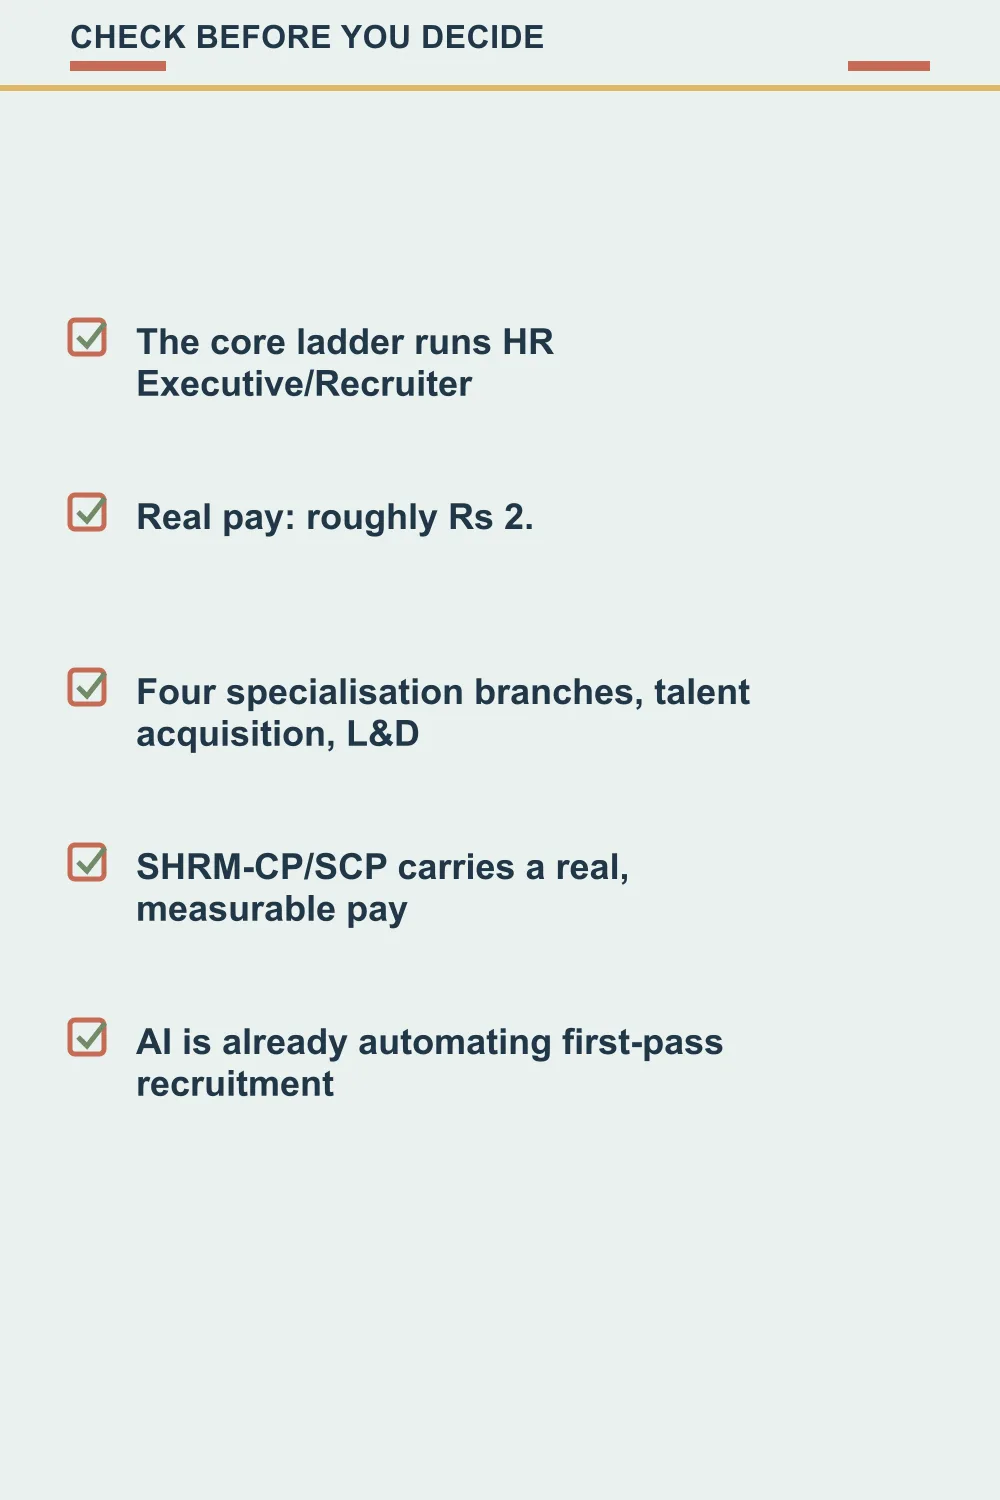 CHECK BEFORE YOU DECIDE
The core ladder runs HR
Executive/Recruiter
Real pay: roughly Rs 2.
Four specialisation branches, talent
acquisition, L&D
SHRM-CP/SCP carries a real,
measurable pay
AI is already automating first-pass
recruitment